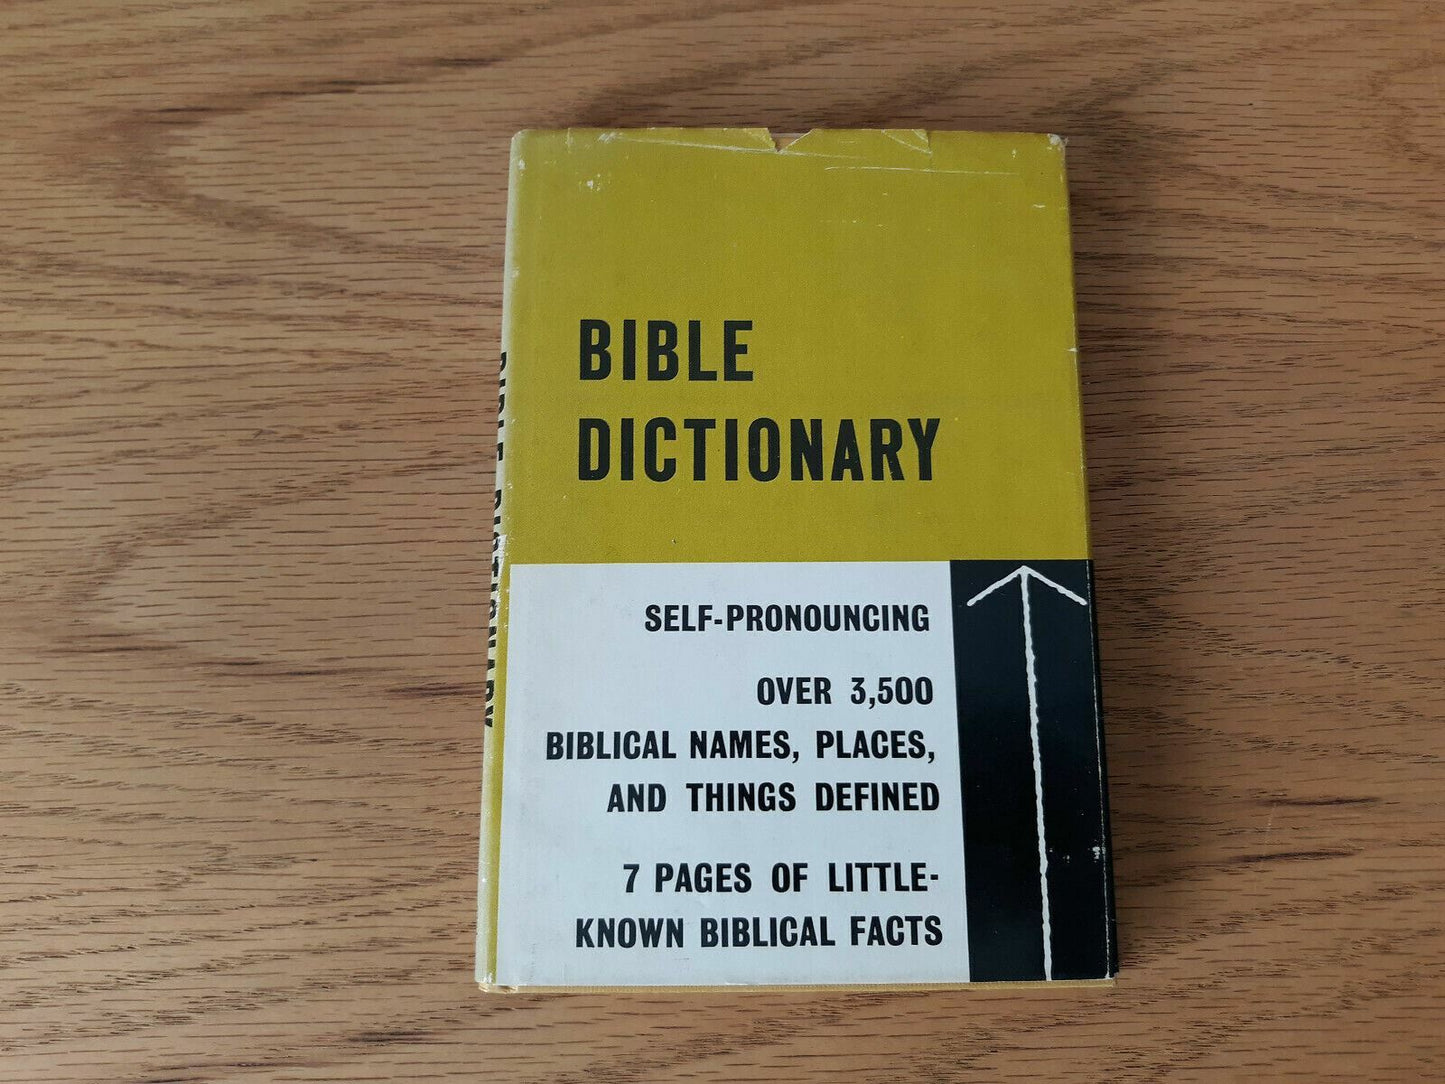 BIBLE
DICTIONARY
SELF-PRONOUNCING
OVER 3,500
BIBLICAL NAMES, PLACES,
AND THINGS DEFINED
7 PAGES OF LITTLE-
KNOWN BIBLICAL FACTS
BIBLE DICTIONARY